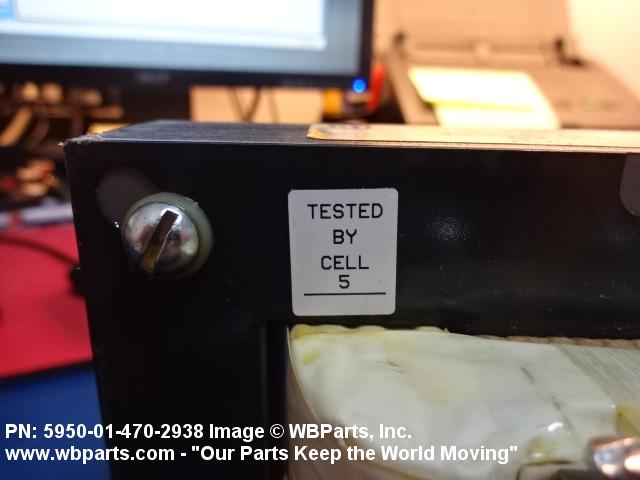 TESTED
BY
CELL
5
PN: 5950-01-470-2938 Image © WBParts, Inc.
www.wbparts.com - "Our Parts Keep the World Moving"